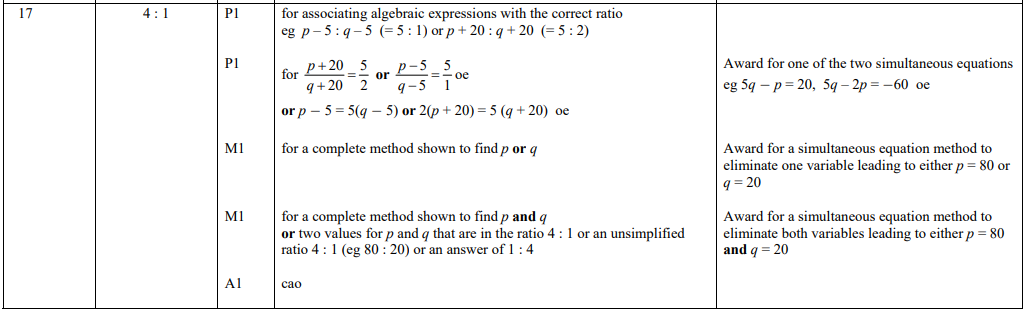 17 4 : 1 P1 for associating algebraic expressions with the correct ratio
eg p – 5 : q – 5 (= 5 : 1) or p + 20 : q + 20 (= 5 : 2)
P1 for (p + 20)/(q + 20) = 5/2 or (p – 5)/(q – 5) = 5/1 oe
or p – 5 = 5(q – 5) or 2(p + 20) = 5 (q + 20) oe
Award for one of the two simultaneous equations
eg 5q – p = 20, 5q – 2p = –60 oe
M1 for a complete method shown to find p or q
Award for a simultaneous equation method to
eliminate one variable leading to either p = 80 or
q = 20
M1 for a complete method shown to find p and q
or two values for p and q that are in the ratio 4 : 1 or an unsimplified
ratio 4 : 1 (eg 80 : 20) or an answer of 1 : 4
Award for a simultaneous equation method to
eliminate both variables leading to either p = 80
and q = 20
A1 cao